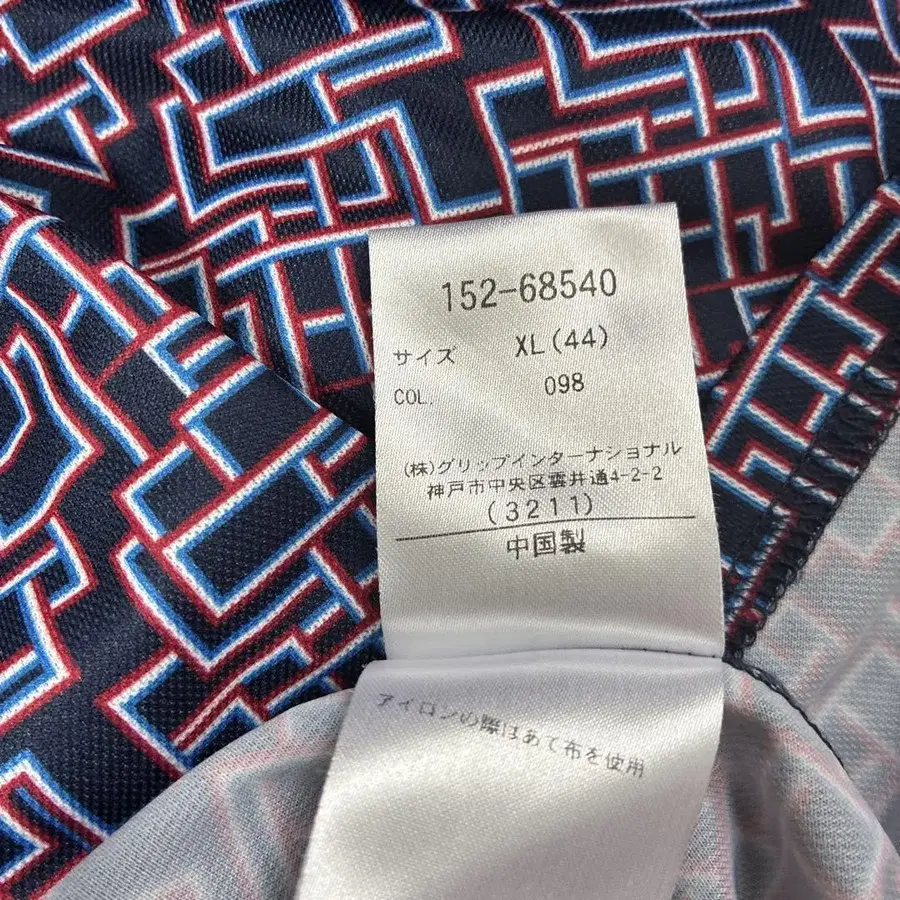 152-68540
サイズ XL(44)
COL. 098
(株)グリップインターナショナル
神戸市中央区雲井通4-2-2
(3211)
中国製
アイロンの際はあて布を使用